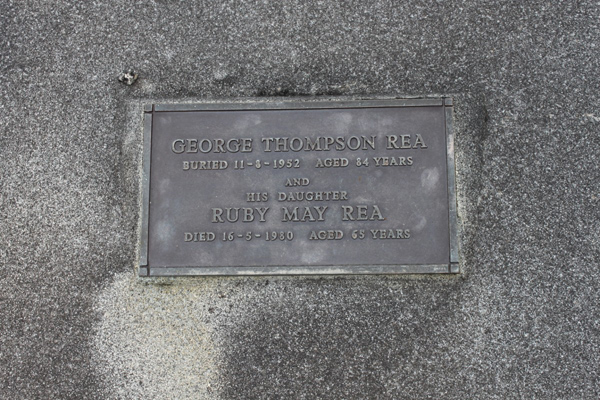 GEORGE THOMPSON REA
BURIED 11-8-1952 AGED 84 YEARS
AND
HIS DAUGHTER
RUBY MAY REA
DIED 16-5-1980 AGED 65 YEARS